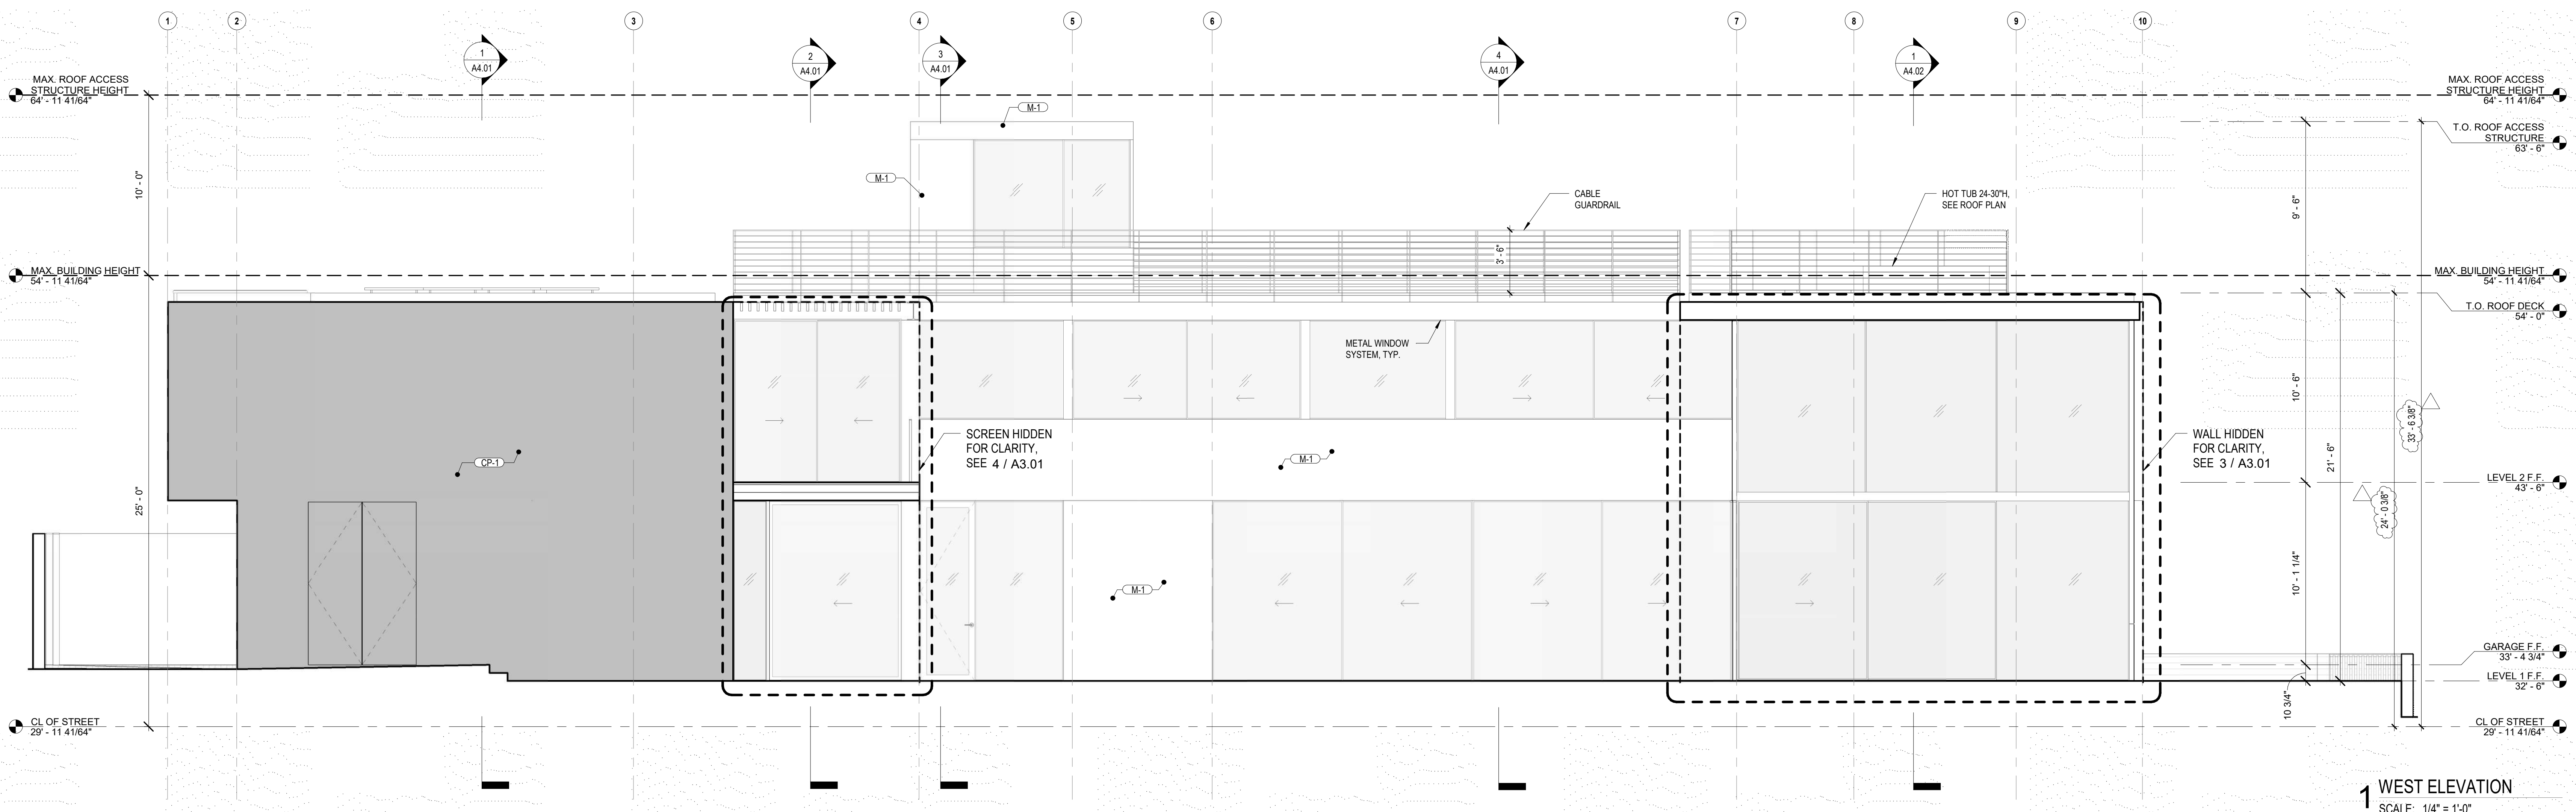 1
2
3
4
5
6
7
8
9
10
1
A4.01
2
A4.01
3
A4.01
4
A4.01
1
A4.02
MAX. ROOF ACCESS
STRUCTURE HEIGHT
64' - 11 41/64"
MAX. ROOF ACCESS
STRUCTURE HEIGHT
64' - 11 41/64"
M-1
T.O. ROOF ACCESS
STRUCTURE
63' - 6"
10' - 0"
M-1
CABLE
GUARDRAIL
HOT TUB 24-30"H,
SEE ROOF PLAN
9' - 6"
3' - 6"
MAX. BUILDING HEIGHT
54' - 11 41/64"
MAX. BUILDING HEIGHT
54' - 11 41/64"
T.O. ROOF DECK
54' - 0"
METAL WINDOW
SYSTEM, TYP.
10' - 6"
33' - 6 3/8"
SCREEN HIDDEN
FOR CLARITY,
SEE 4 / A3.01
WALL HIDDEN
FOR CLARITY,
SEE 3 / A3.01
CP-1
M-1
21' - 6"
25' - 0"
LEVEL 2 F.F.
43' - 6"
24' - 0 3/8"
M-1
10' - 1 1/4"
GARAGE F.F.
33' - 4 3/4"
LEVEL 1 F.F.
32' - 6"
10 3/4"
CL OF STREET
29' - 11 41/64"
CL OF STREET
29' - 11 41/64"
1 WEST ELEVATION
SCALE: 1/4" = 1'-0"